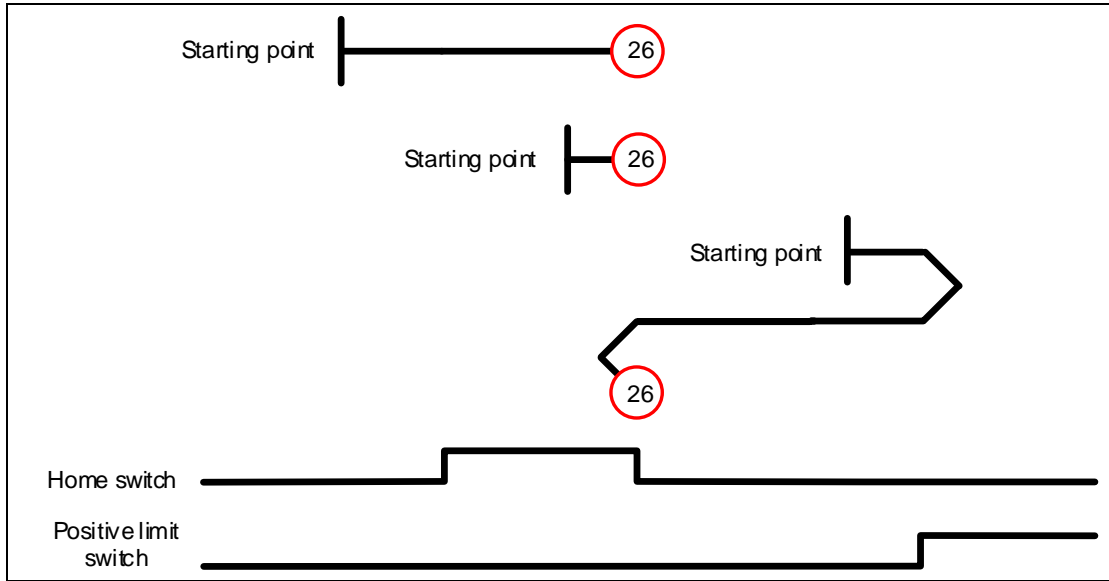 Starting point
26
Starting point
26
Starting point
26
Home switch
Positive limit
switch